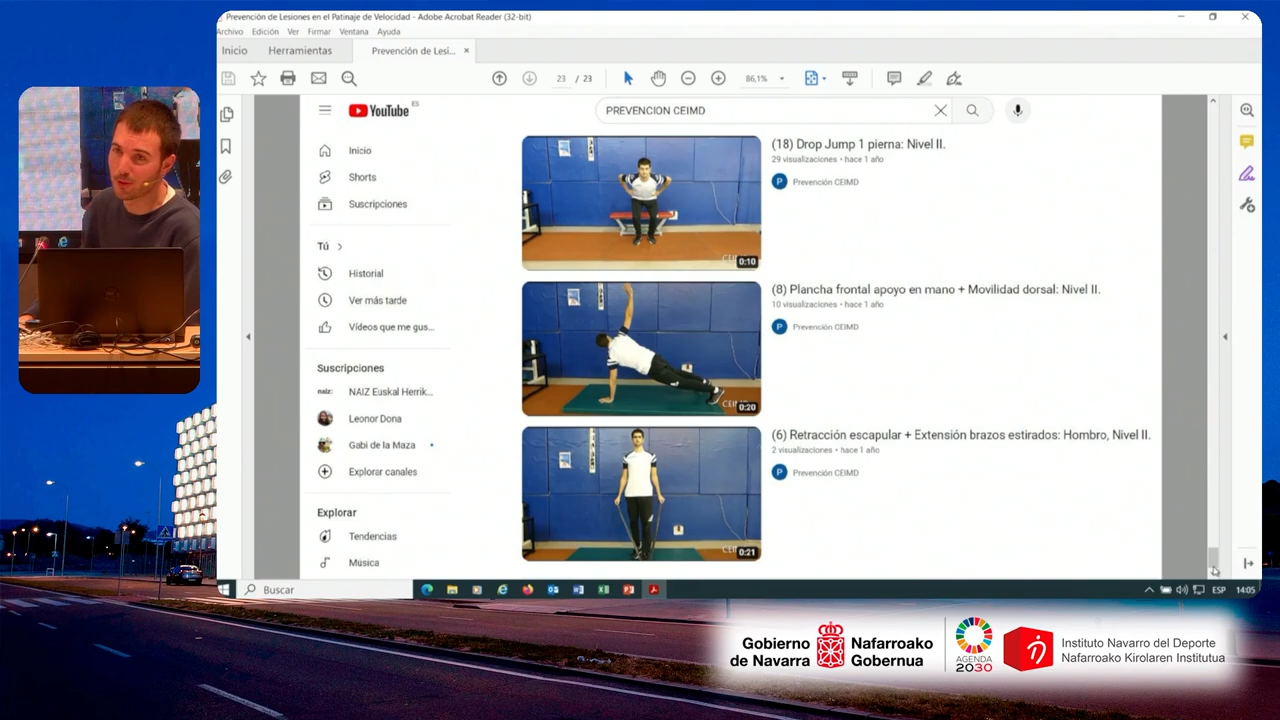 Prevención de Lesiones en el Patinaje de Velocidad - Adobe Acrobat Reader (32-bit)
Archivo Edición Ver Firmar Ventana Ayuda
Inicio Herramientas Prevención de Lesi... ×
23 / 23 86,1%
YouTube ES
PREVENCION CEIMD
Inicio
Shorts
Suscripciones
Tú
Historial
Ver más tarde
Vídeos que me gus...
Suscripciones
naiz: NAIZ Euskal Herrik...
Leonor Dona
Gabi de la Maza
Explorar canales
Explorar
Tendencias
Música
0:10
(18) Drop Jump 1 pierna: Nivel II.
29 visualizaciones • hace 1 año
P Prevención CEIMD
CEIMD
0:20
(8) Plancha frontal apoyo en mano + Movilidad dorsal: Nivel II.
10 visualizaciones • hace 1 año
P Prevención CEIMD
0:21
(6) Retracción escapular + Extensión brazos estirados: Hombro, Nivel II.
2 visualizaciones • hace 1 año
P Prevención CEIMD
Buscar
ESP 14:05
Gobierno de Navarra
Nafarroako Gobernua
AGENDA 2030
Instituto Navarro del Deporte
Nafarroako Kirolaren Institutua